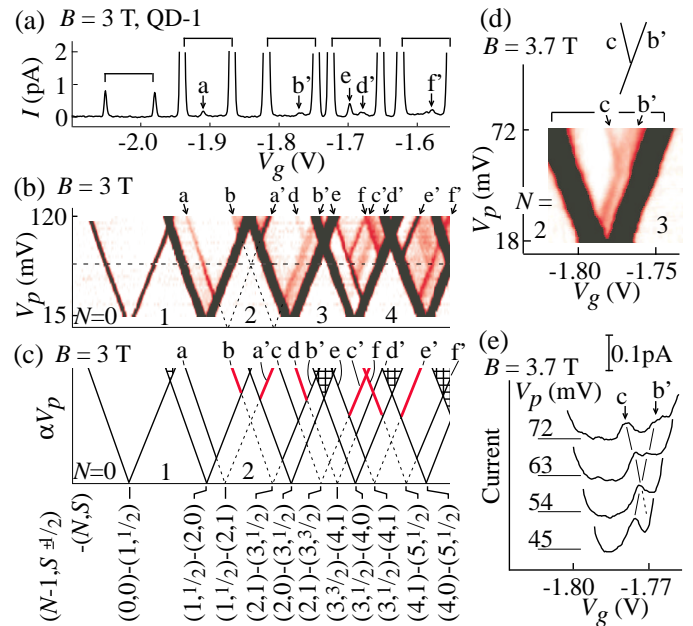 (a) B = 3 T, QD-1
I (pA)
2
1
0
a b' e d' f'
-2.0 -1.9 -1.8 -1.7 -1.6
Vg (V)
(b) B = 3 T
a b a' d b' e f c' d' e' f'
Vp (mV)
120
15
N=0 1 2 3 4
(c) B = 3 T
a b a' c d b' e c' f d' e' f'
αVp
N=0 1 2
(N-1,S ±1/2)
-(N,S)
(0,0)-(1,1/2)
(1,1/2)-(2,0)
(1,1/2)-(2,1)
(2,1)-(3,1/2)
(2,0)-(3,1/2)
(2,1)-(3,3/2)
(3,3/2)-(4,1)
(3,1/2)-(4,0)
(3,1/2)-(4,1)
(4,1)-(5,1/2)
(4,0)-(5,1/2)
(d)
B = 3.7 T
c b'
c b'
72
Vp (mV)
18
N =
2 3
-1.80 -1.75
Vg (V)
(e)
B = 3.7 T
0.1pA
Vp (mV)
c b'
72
63
54
45
Current
-1.80 -1.77
Vg (V)